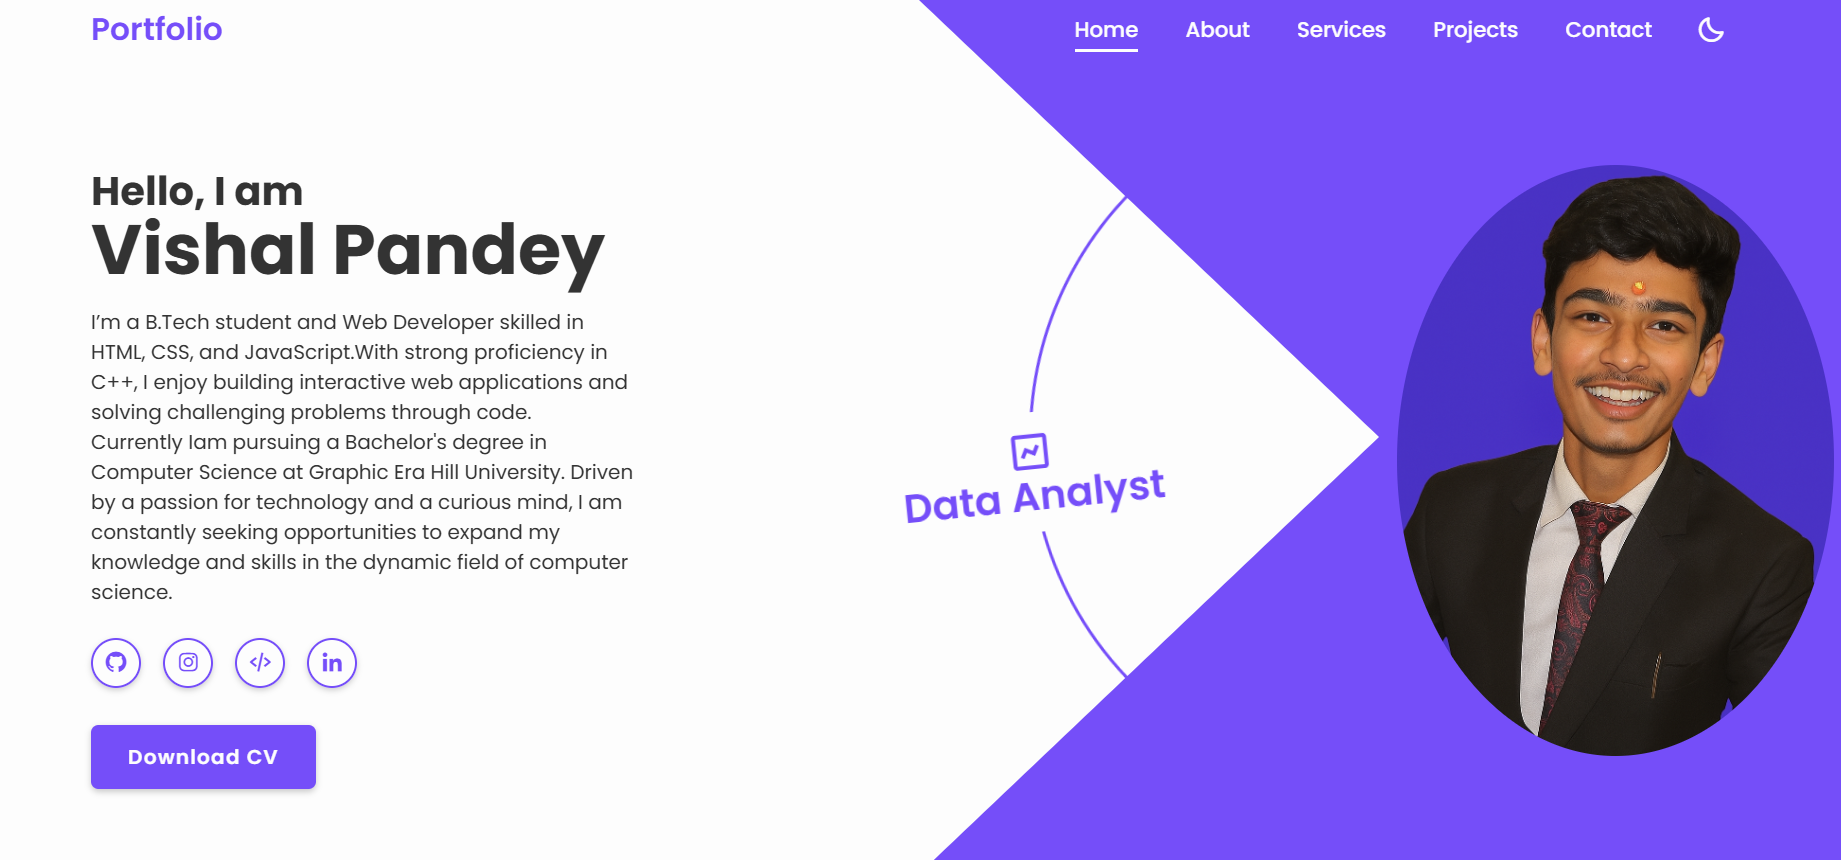 Portfolio
Home About Services Projects Contact
Hello, I am
Vishal Pandey
I’m a B.Tech student and Web Developer skilled in
HTML, CSS, and JavaScript.With strong proficiency in
C++, I enjoy building interactive web applications and
solving challenging problems through code.
Currently Iam pursuing a Bachelor's degree in
Computer Science at Graphic Era Hill University. Driven
by a passion for technology and a curious mind, I am
constantly seeking opportunities to expand my
knowledge and skills in the dynamic field of computer
science.
Download CV
Data Analyst